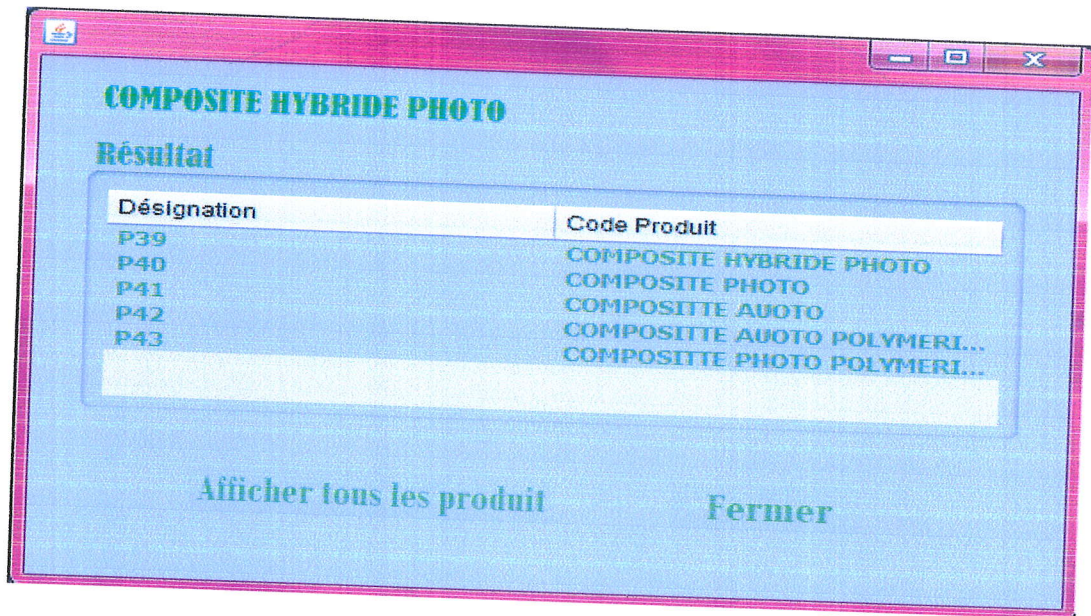 COMPOSITE HYBRIDE PHOTO
Résultat
Désignation Code Produit
P39 COMPOSITE HYBRIDE PHOTO
P40 COMPOSITE PHOTO
P41 COMPOSITTE AUOTO
P42 COMPOSITTE AUOTO POLYMERI...
P43 COMPOSITTE PHOTO POLYMERI...
Afficher tous les produit Fermer